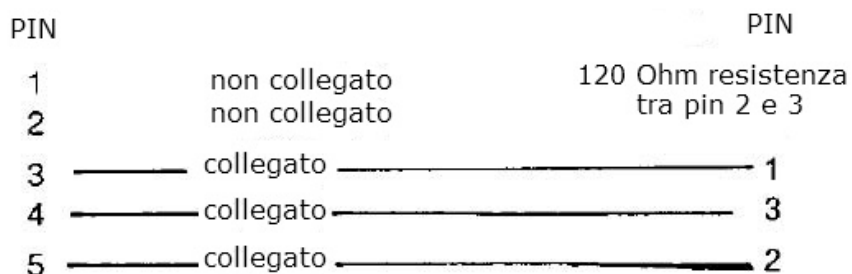 PIN PIN
1 non collegato 120 Ohm resistenza
2 non collegato tra pin 2 e 3
3 collegato 1
4 collegato 3
5 collegato 2